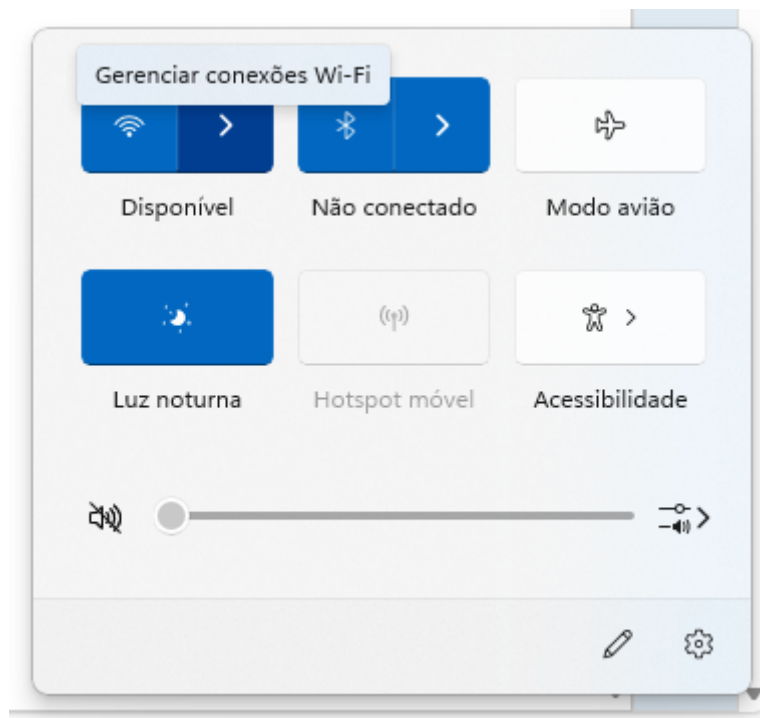 Gerenciar conexões Wi-Fi
Disponível
Não conectado
Modo avião
Luz noturna
Hotspot móvel
Acessibilidade